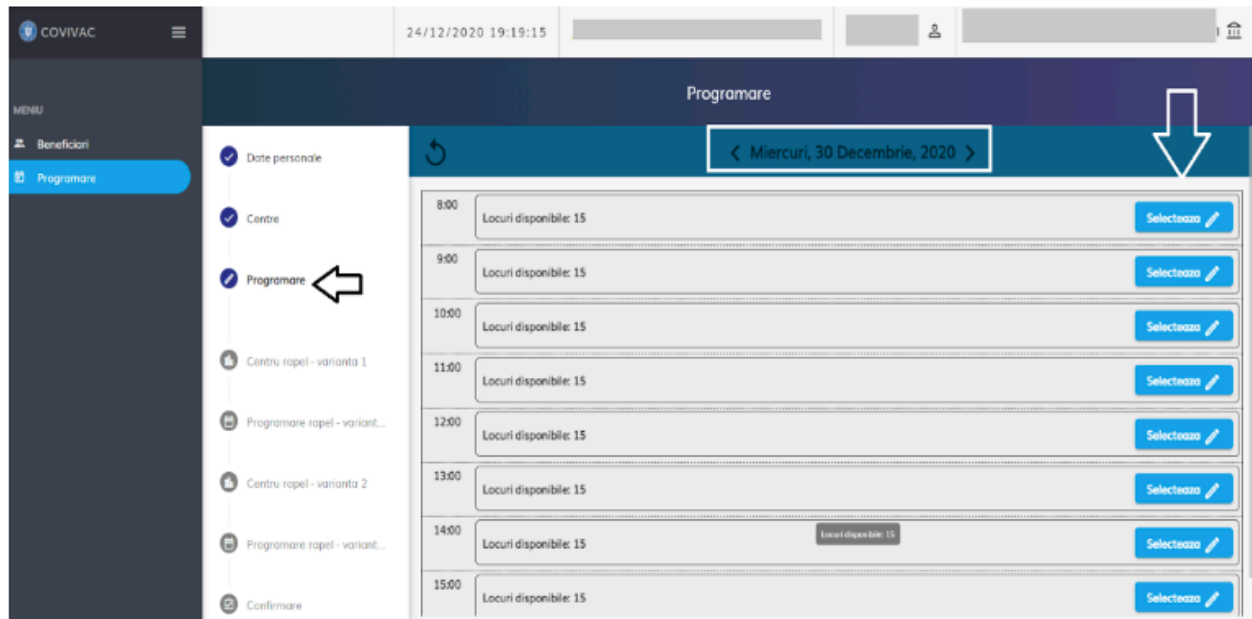 COVIVAC
24/12/2020 19:19:15
Programare
MENIU
Beneficiari
Programare
Date personale
Centre
Programare
Centru rapel - varianta 1
Programare rapel - variant...
Centru rapel - varianta 2
Programare rapel - variant...
Confirmare
Miercuri, 30 Decembrie, 2020
8:00
Locuri disponibile: 15
Selecteaza
9:00
Locuri disponibile: 15
Selecteaza
10:00
Locuri disponibile: 15
Selecteaza
11:00
Locuri disponibile: 15
Selecteaza
12:00
Locuri disponibile: 15
Selecteaza
13:00
Locuri disponibile: 15
Selecteaza
14:00
Locuri disponibile: 15
Locuri disponibile: 15
Selecteaza
15:00
Locuri disponibile: 15
Selecteaza